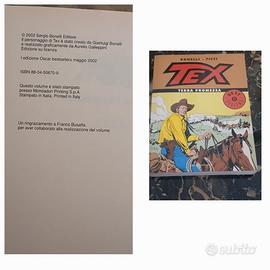 © 2002 Sergio Bonelli Editore
Il personaggio di Tex è stato creato da Gianluigi Bonelli
e realizzato graficamente da Aurelio Galleppini
Edizione su licenza
I edizione Oscar bestsellers maggio 2002
ISBN 88-04-50870-9
Questo volume è stato stampato
presso Mondadori Printing S.p.A.
Stampato in Italia. Printed in Italy
Un ringraziamento a Franco Busatta
per aver collaborato alla realizzazione del volume
BONELLI
TEX
TERRA PROMESSA
subito